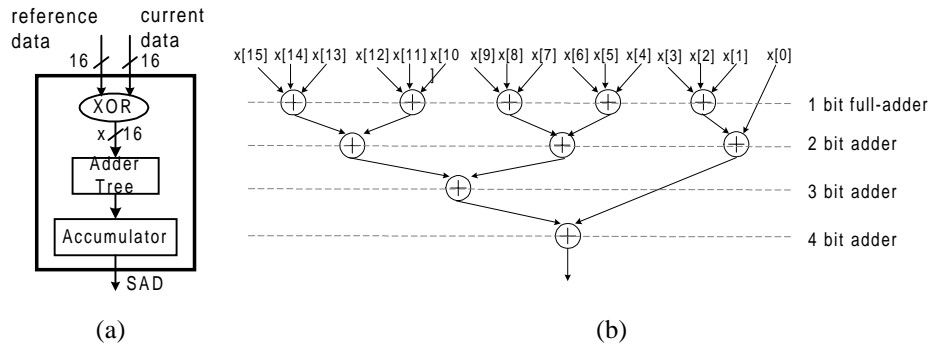 reference data
current data
16
16
XOR
x
16
Adder Tree
Accumulator
SAD
(a)
x[15] x[14] x[13] x[12] x[11] x[10] x[9] x[8] x[7] x[6] x[5] x[4] x[3] x[2] x[1] x[0]
1 bit full-adder
2 bit adder
3 bit adder
4 bit adder
(b)